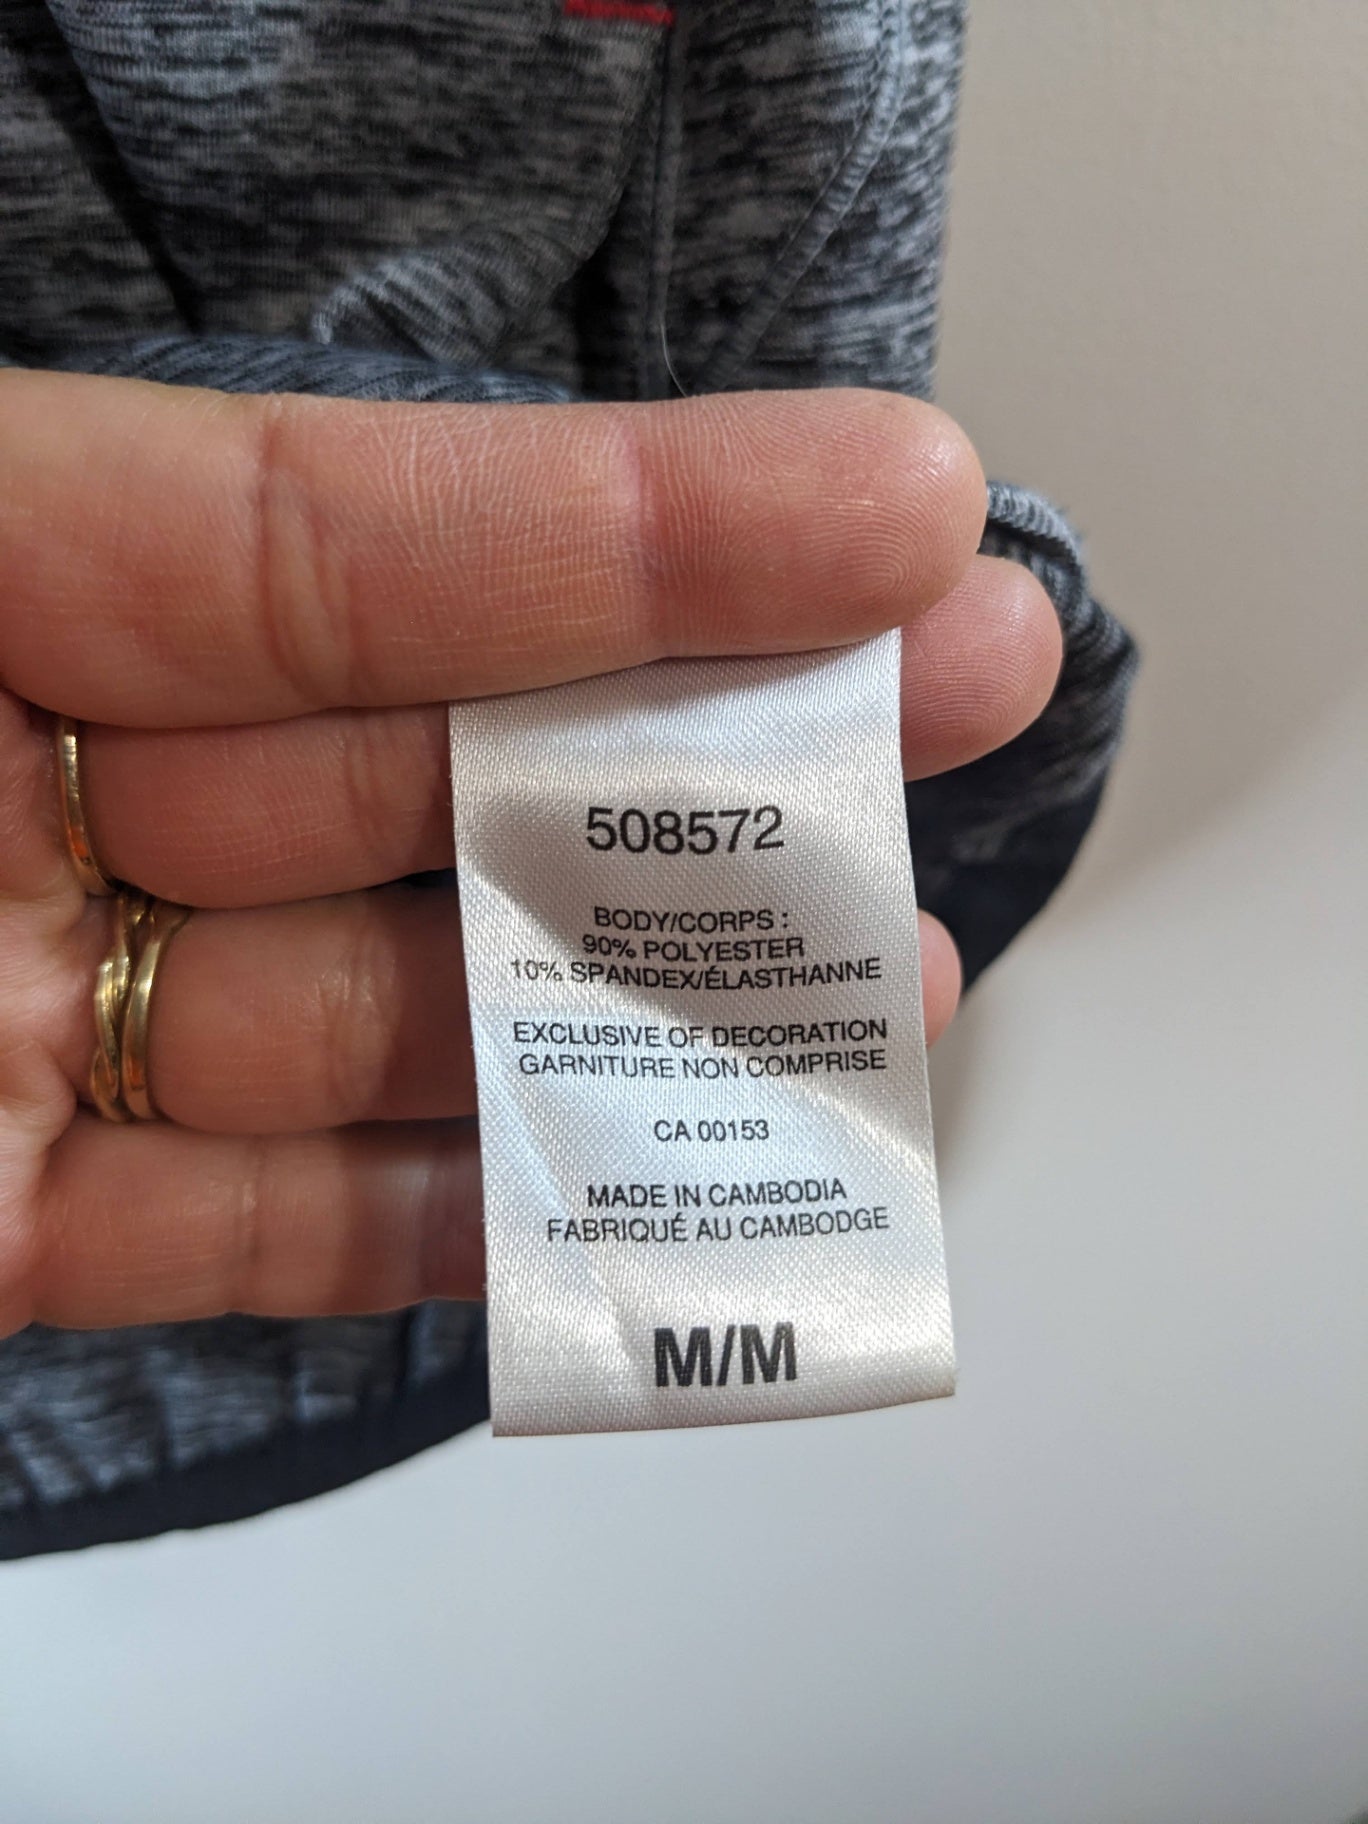 508572
BODY/CORPS :
90% POLYESTER
10% SPANDEX/ÉLASTHANNE
EXCLUSIVE OF DECORATION
GARNITURE NON COMPRISE
CA 00153
MADE IN CAMBODIA
FABRIQUÉ AU CAMBODGE
M/M